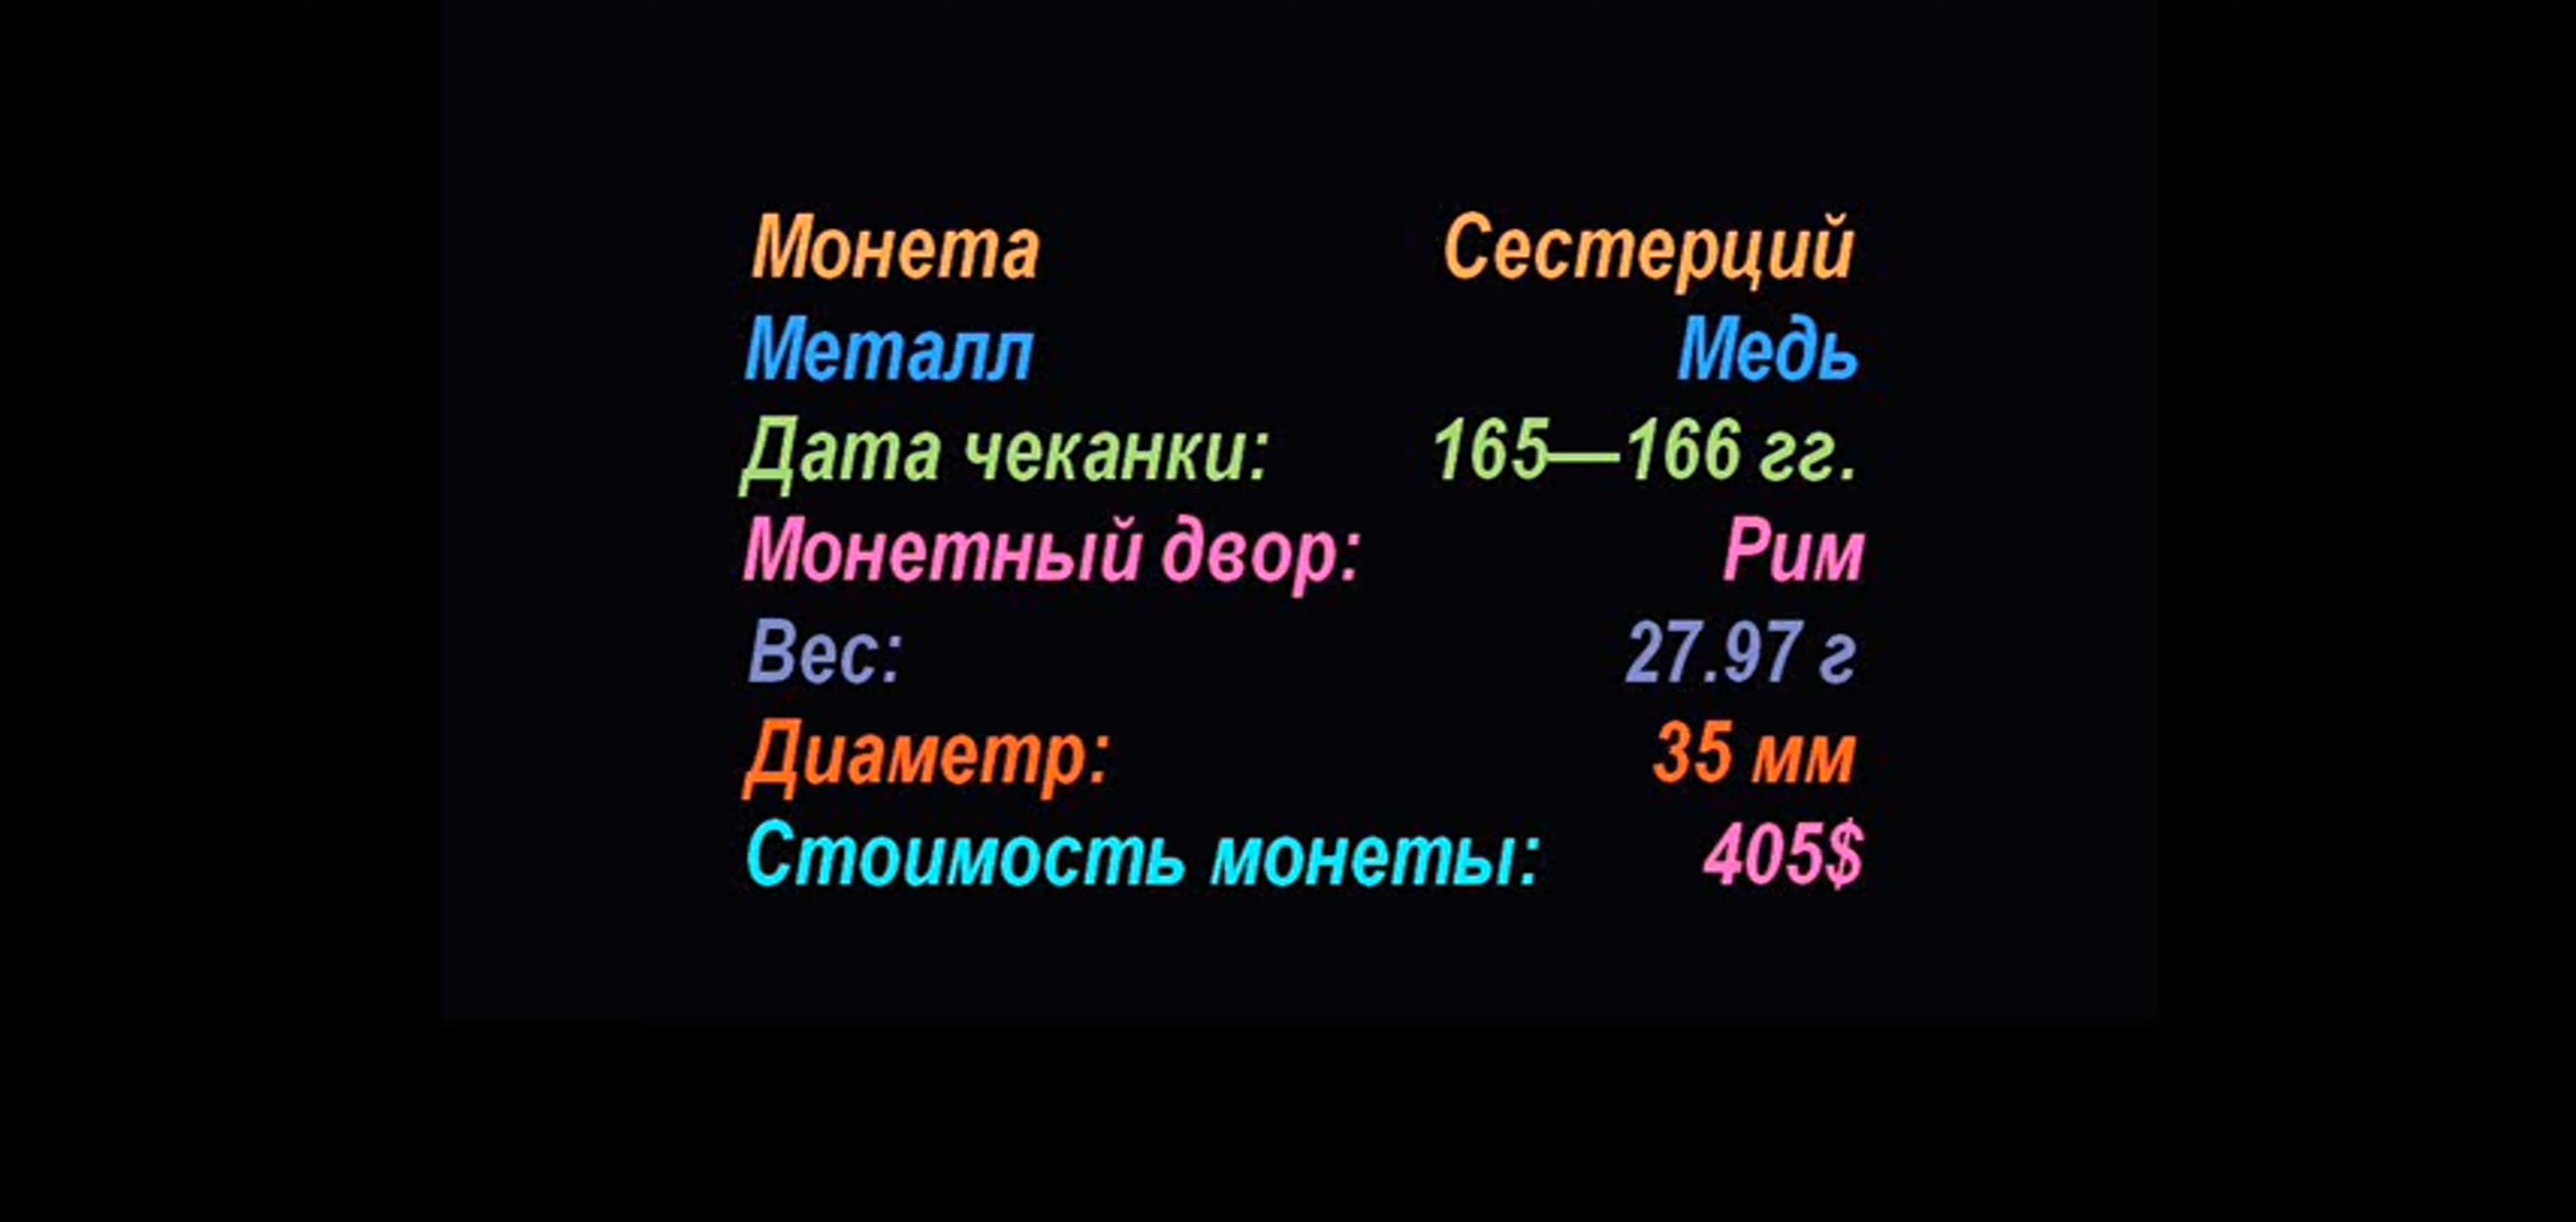 Монета Сестерций
Металл Медь
Дата чеканки: 165—166 гг.
Монетный двор: Рим
Вес: 27.97 г
Диаметр: 35 мм
Стоимость монеты: 405$